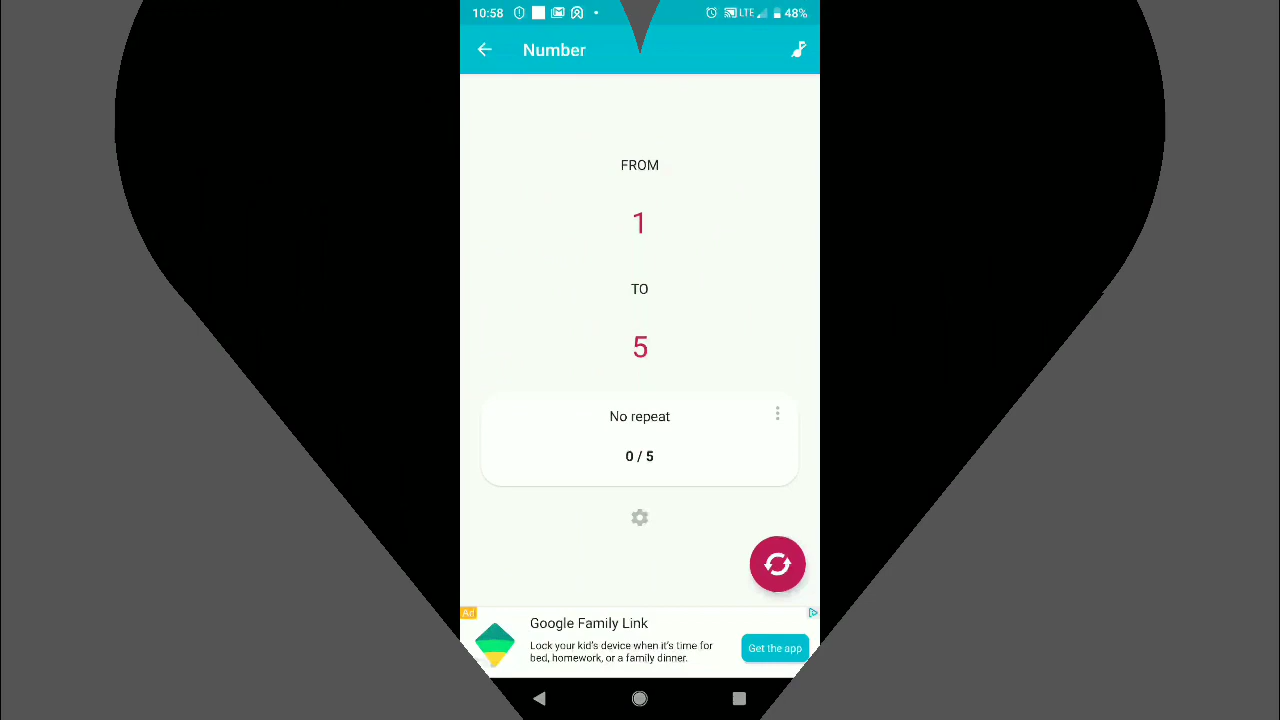 10:58 LTE 48%
Number
FROM
1
TO
5
No repeat
0 / 5
Ad
Google Family Link
Lock your kid's device when it's time for
bed, homework, or a family dinner.
Get the app